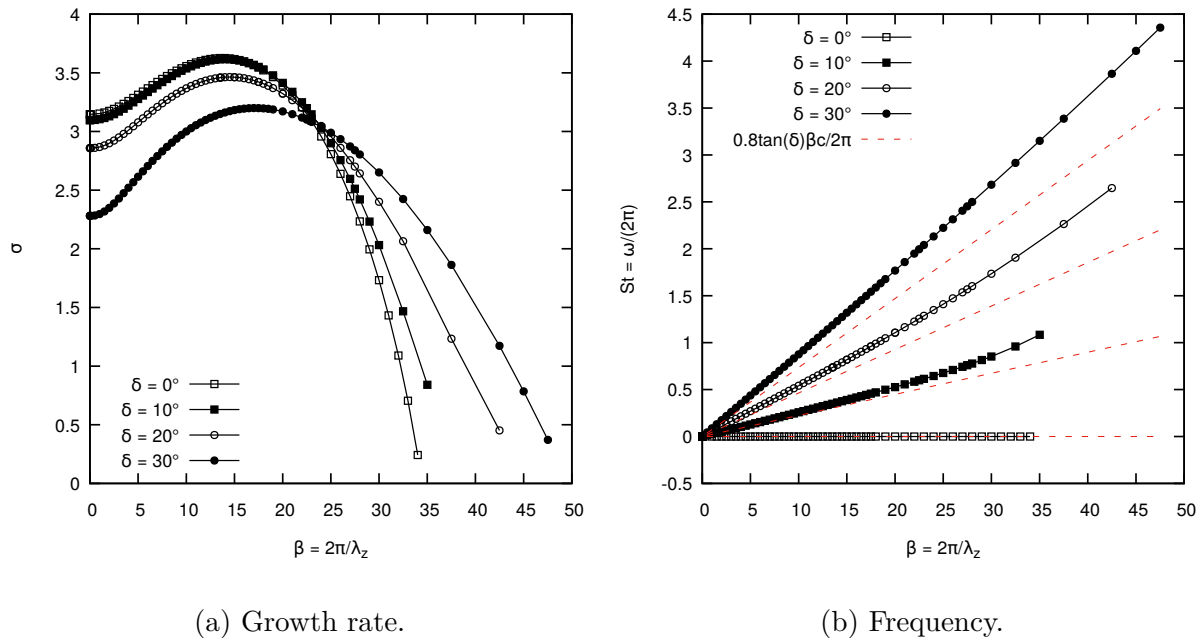 4
3.5
3
2.5
2
1.5
1
0.5
0
σ
δ = 0°
δ = 10°
δ = 20°
δ = 30°
0 5 10 15 20 25 30 35 40 45 50
β = 2π/λz
(a) Growth rate.
4.5
4
3.5
3
2.5
2
1.5
1
0.5
0
-0.5
St = ω/(2π)
δ = 0°
δ = 10°
δ = 20°
δ = 30°
0.8tan(δ)βc/2π
0 5 10 15 20 25 30 35 40 45 50
β = 2π/λz
(b) Frequency.